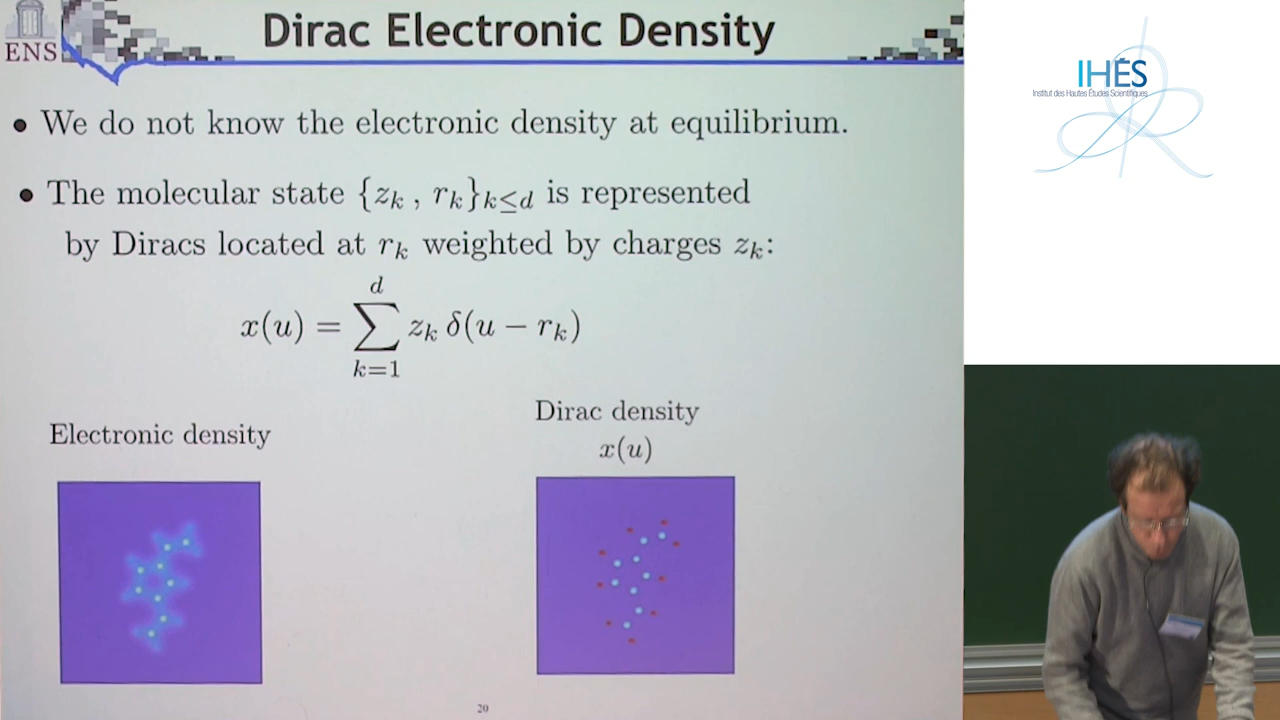 ENS
Dirac Electronic Density
• We do not know the electronic density at equilibrium.
• The molecular state {z_k , r_k}_{k≤d} is represented
by Diracs located at r_k weighted by charges z_k:
x(u) = \sum_{k=1}^{d} z_k δ(u − r_k)
Electronic density
Dirac density
x(u)
20
IHÉS
Institut des Hautes Études Scientifiques